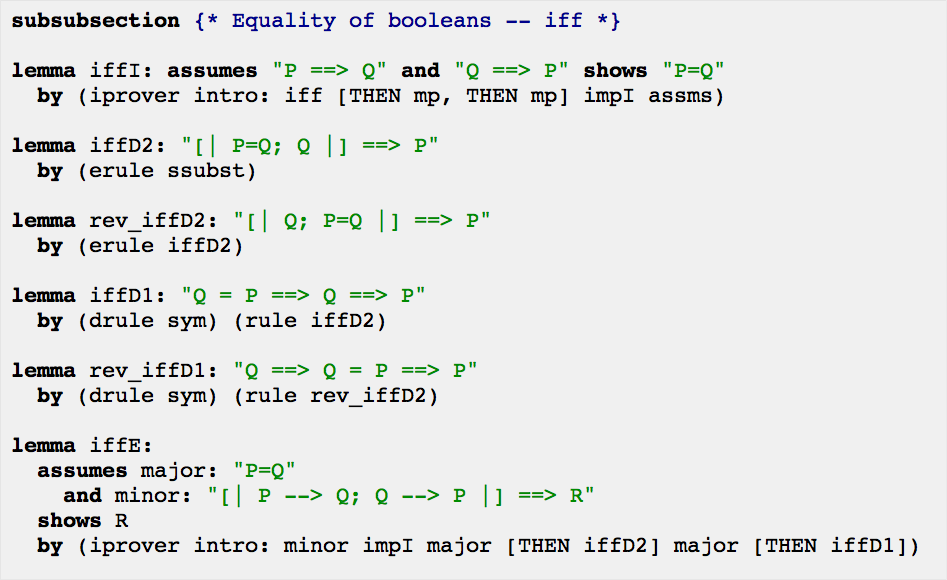 subsubsection {* Equality of booleans -- iff *}
lemma iffI: assumes "P ==> Q" and "Q ==> P" shows "P=Q"
by (iprover intro: iff [THEN mp, THEN mp] impI assms)
lemma iffD2: "[| P=Q; Q |] ==> P"
by (erule ssubst)
lemma rev_iffD2: "[| Q; P=Q |] ==> P"
by (erule iffD2)
lemma iffD1: "Q = P ==> Q ==> P"
by (drule sym) (rule iffD2)
lemma rev_iffD1: "Q ==> Q = P ==> P"
by (drule sym) (rule rev_iffD2)
lemma iffE:
assumes major: "P=Q"
and minor: "[| P --> Q; Q --> P |] ==> R"
shows R
by (iprover intro: minor impI major [THEN iffD2] major [THEN iffD1])